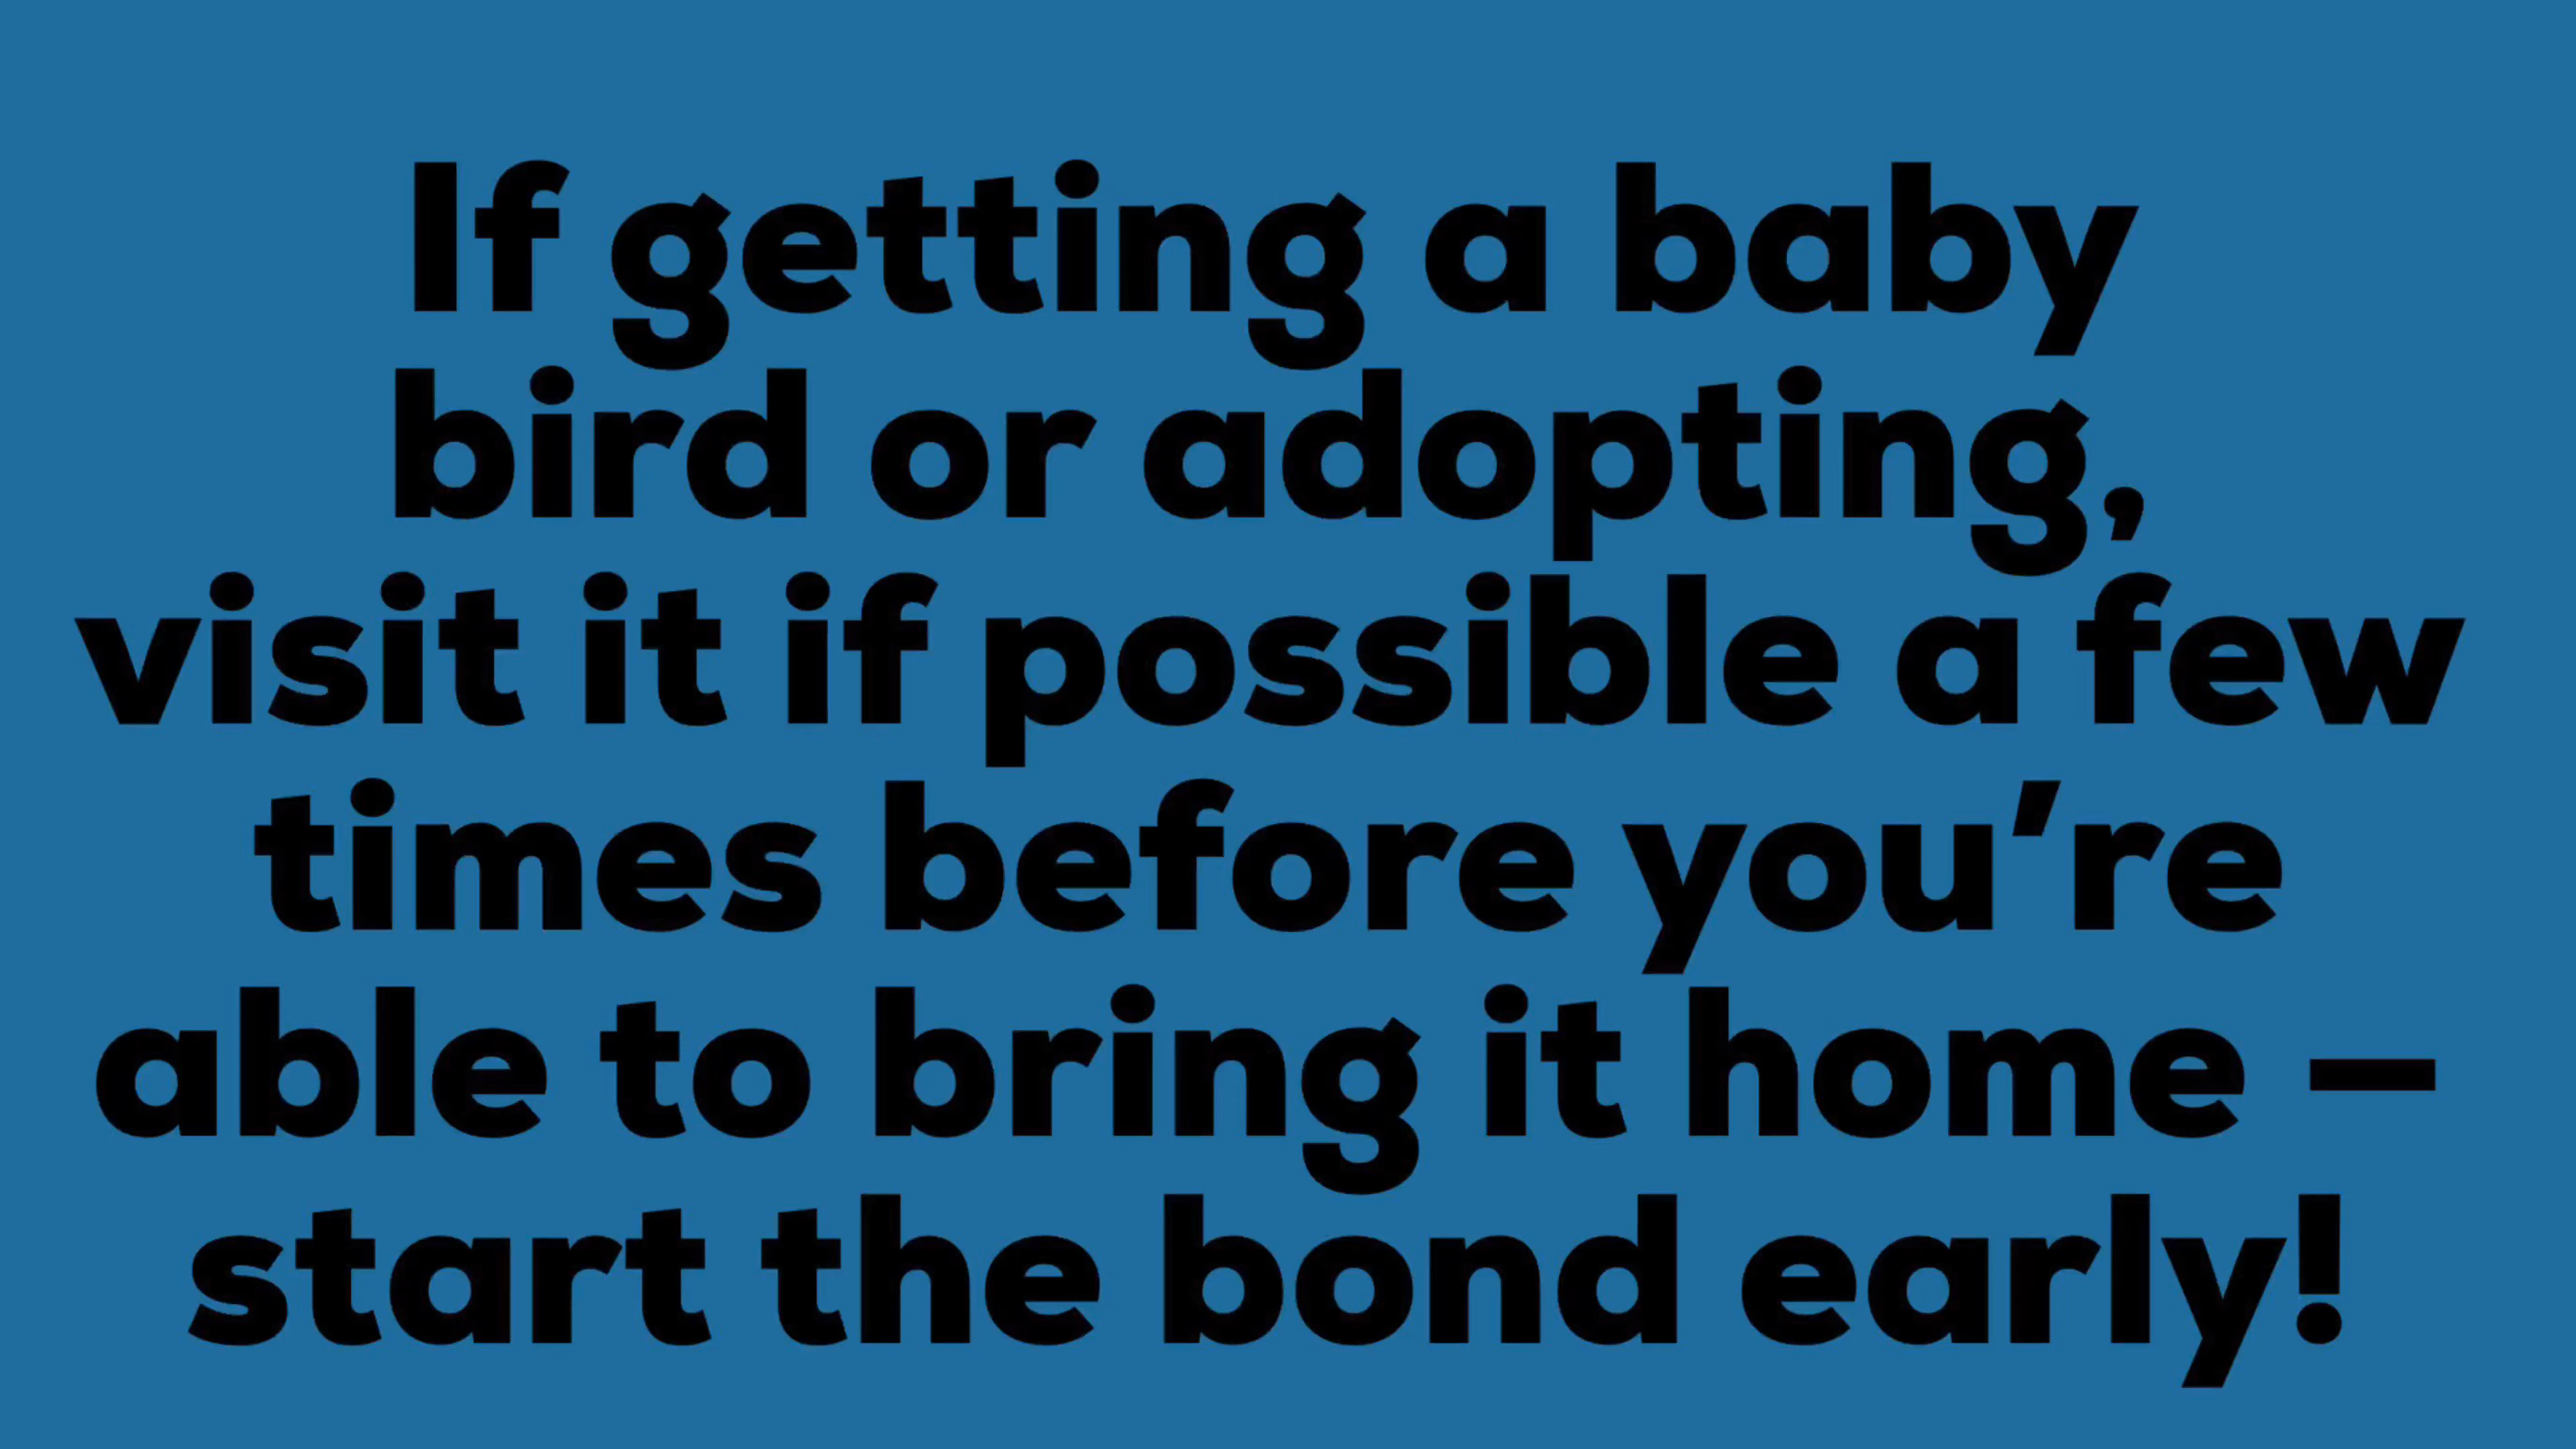 If getting a baby
bird or adopting,
visit it if possible a few
times before you’re
able to bring it home –
start the bond early!